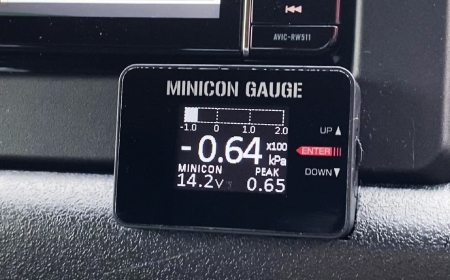 AVIC-RW511
MINICON GAUGE
-1.0 0 1.0 2.0
-0.64 x100 kPa
MINICON PEAK
14.2V 0.65
UP ▲
ENTER
DOWN ▼